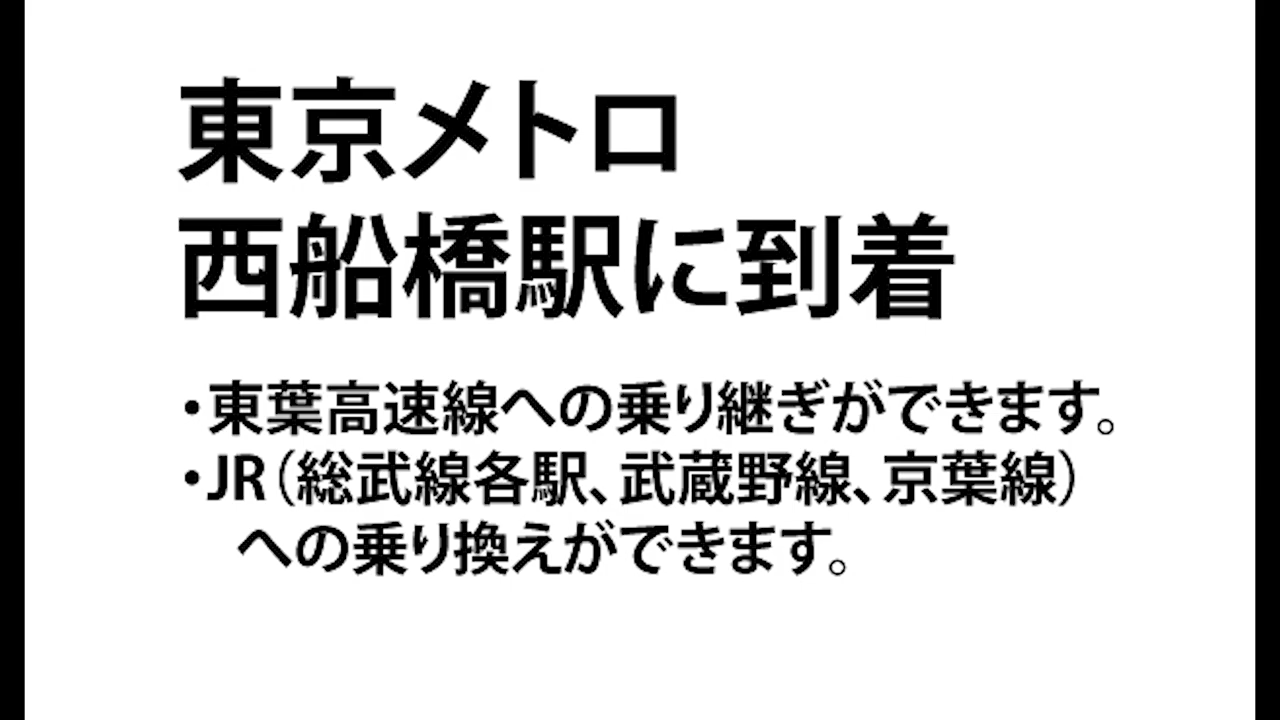 東京メトロ
西船橋駅に到着
・東葉高速線への乗り継ぎができます。
・JR（総武線各駅、武蔵野線、京葉線）
への乗り換えができます。